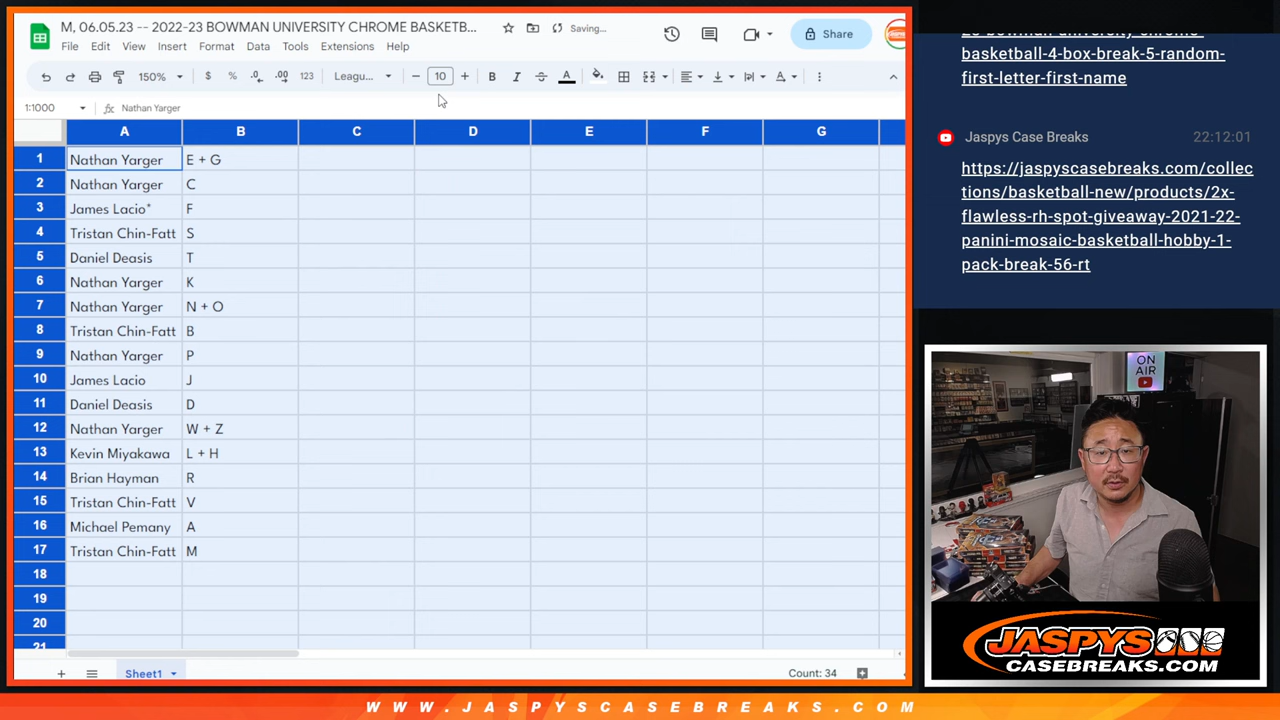 M, 06.05.23 -- 2022-23 BOWMAN UNIVERSITY CHROME BASKETB...
Saving...
File Edit View Insert Format Data Tools Extensions Help
Share
150%
$ % .0 .00 123
Leagu...
10
1:1000
fx Nathan Yarger
A B C D E F G
1 Nathan Yarger E + G
2 Nathan Yarger C
3 James Lacio* F
4 Tristan Chin-Fatt S
5 Daniel Deasis T
6 Nathan Yarger K
7 Nathan Yarger N + O
8 Tristan Chin-Fatt B
9 Nathan Yarger P
10 James Lacio J
11 Daniel Deasis D
12 Nathan Yarger W + Z
13 Kevin Miyakawa L + H
14 Brian Hayman R
15 Tristan Chin-Fatt V
16 Michael Pemany A
17 Tristan Chin-Fatt M
18
19
20
21
Sheet1
Count: 34
basketball-4-box-break-5-random-
first-letter-first-name
Jaspys Case Breaks 22:12:01
https://jaspyscasebreaks.com/collec
tions/basketball-new/products/2x-
flawless-rh-spot-giveaway-2021-22-
panini-mosaic-basketball-hobby-1-
pack-break-56-rt
ON
AIR
JASPYS
CASEBREAKS.COM
WWW.JASPYSCASEBREAKS.COM